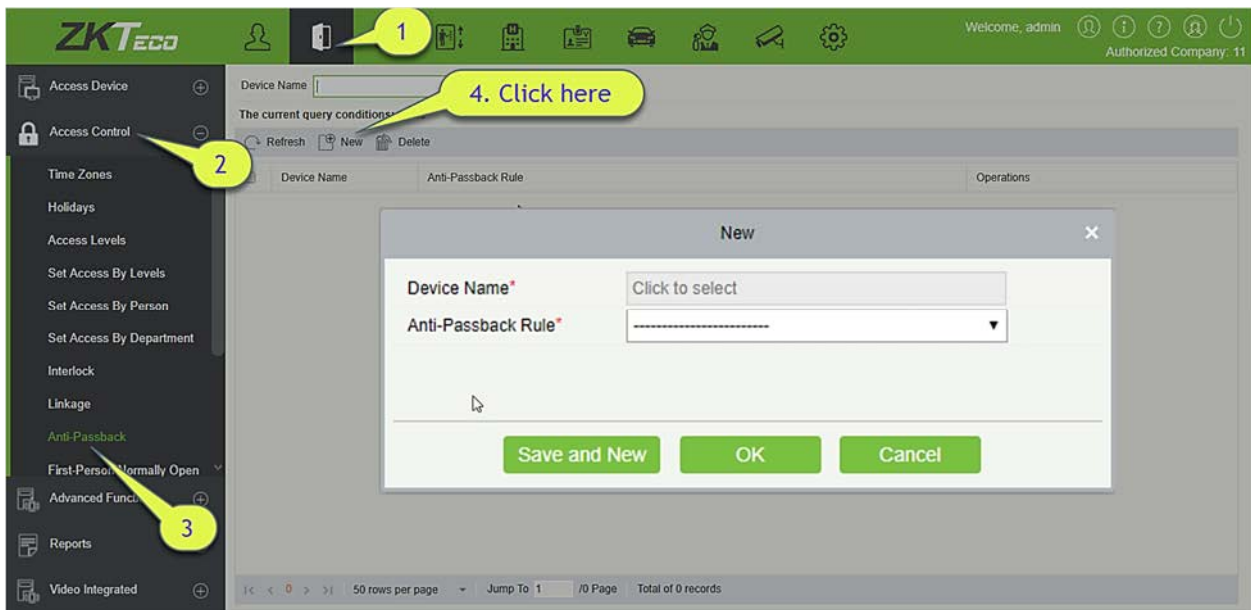 ZKTECO
1
Welcome, admin
Authorized Company: 11
Access Device
Device Name
4. Click here
The current query conditions
Access Control
2
Refresh New Delete
Time Zones
Device Name Anti-Passback Rule Operations
Holidays
Access Levels
Set Access By Levels
Set Access By Person
Set Access By Department
Interlock
Linkage
Anti-Passback
First-Person Normally Open
3
Advanced Func
Reports
Video Integrated
New
Device Name* Click to select
Anti-Passback Rule* -------------------------
Save and New OK Cancel
0 50 rows per page Jump To 1 /0 Page Total of 0 records